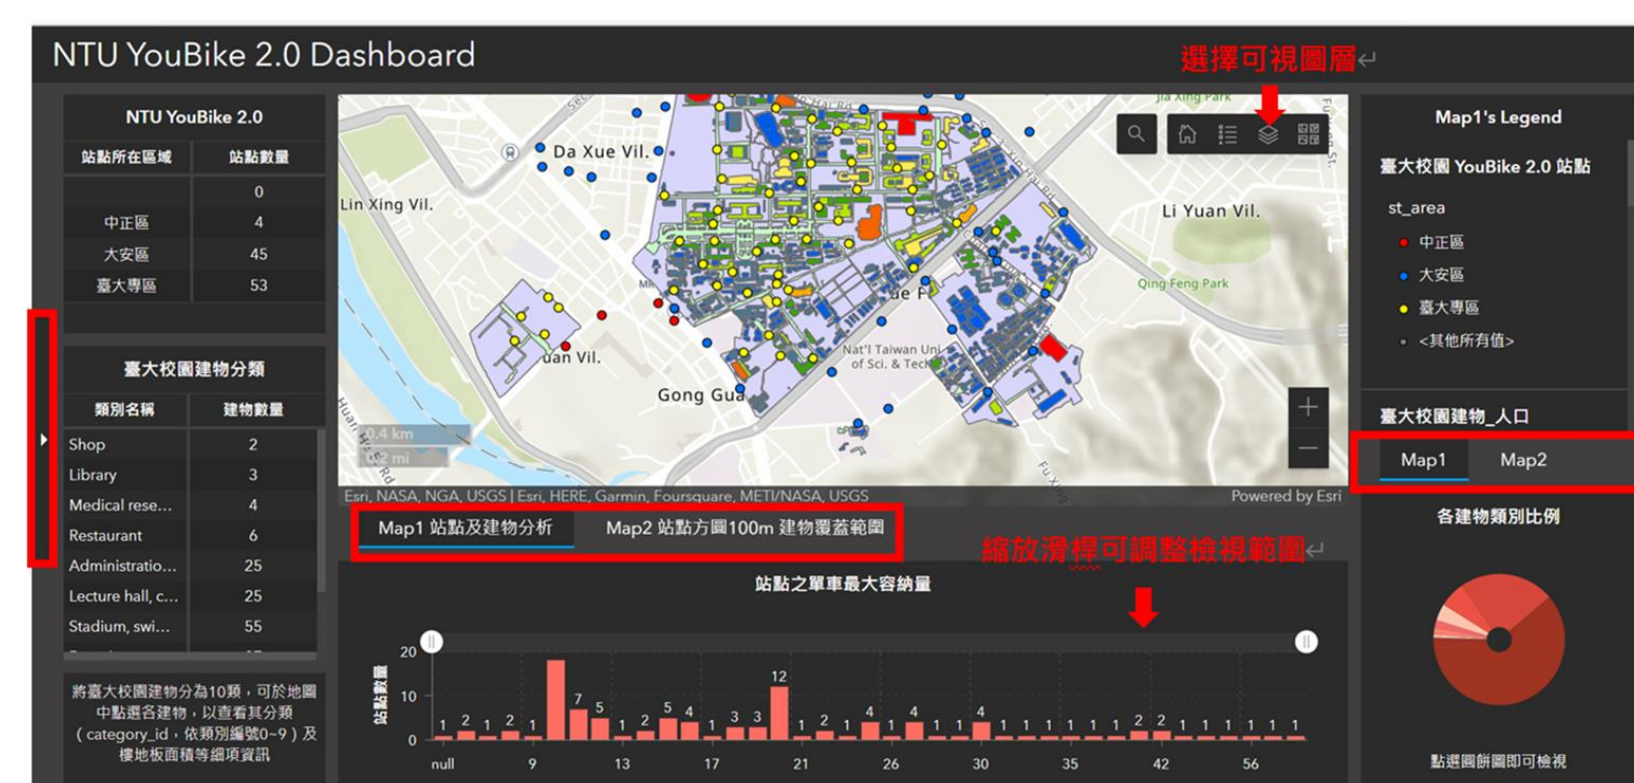 NTU YouBike 2.0 Dashboard
選擇可視圖層
NTU YouBike 2.0
站點所在區域 站點數量
0
中正區 4
大安區 45
臺大專區 53
臺大校園建物分類
類別名稱 建物數量
Shop 2
Library 3
Medical rese... 4
Restaurant 6
Administratio... 25
Lecture hall, c... 25
Stadium, swi... 55
將臺大校園建物分為10類，可於地圖
中點選各建物，以查看其分類
（category_id，依類別編號0~9）及
樓地板面積等細項資訊
Jia Xing Park
Da Xue Vil.
Lin Xing Vil.
Li Yuan Vil.
Qing Feng Park
Nat'l Taiwan Uni
of Sci. & Tech
uan Vil.
Gong Gua
Fu Xing
0.4 km
0.2 mi
Esri, NASA, NGA, USGS | Esri, HERE, Garmin, Foursquare, METI/NASA, USGS
Powered by Esri
Map1 站點及建物分析 Map2 站點方圓100m 建物覆蓋範圍
縮放滑桿可調整檢視範圍
站點之單車最大容納量
站點數量
20
10
0
1 2 1 2 1 7 5 1 2 5 4 1 3 3 12 1 2 1 4 1 4 1 1 4 1 1 1 1 1 1 2 2 1 1 1 1 1 1
null 9 13 17 21 26 30 35 42 56
Map1's Legend
臺大校園 YouBike 2.0 站點
st_area
中正區
大安區
臺大專區
<其他所有值>
臺大校園建物_人口
Map1 Map2
各建物類別比例
點選圓餅圖即可檢視